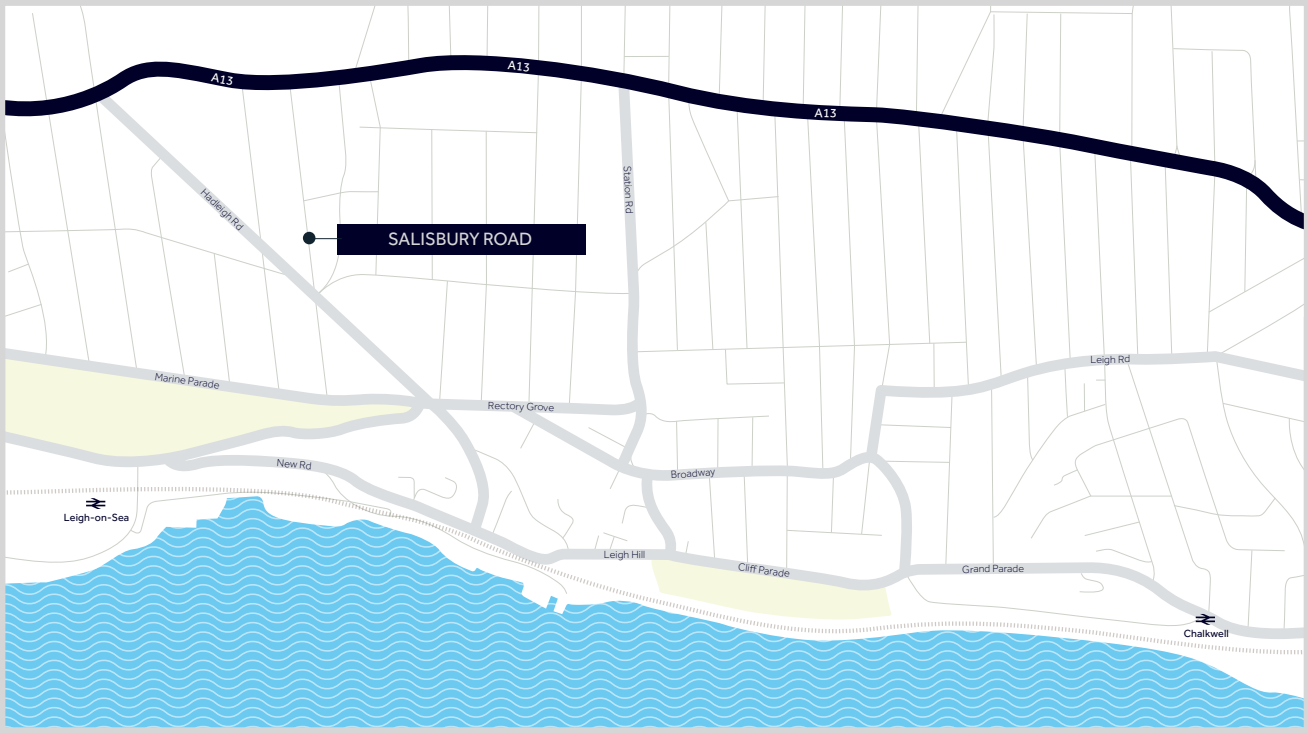 A13
A13
A13
Hadleigh Rd
Station Rd
SALISBURY ROAD
Leigh Rd
Marine Parade
Rectory Grove
New Rd
Broadway
Leigh-on-Sea
Leigh Hill
Cliff Parade
Grand Parade
Chalkwell